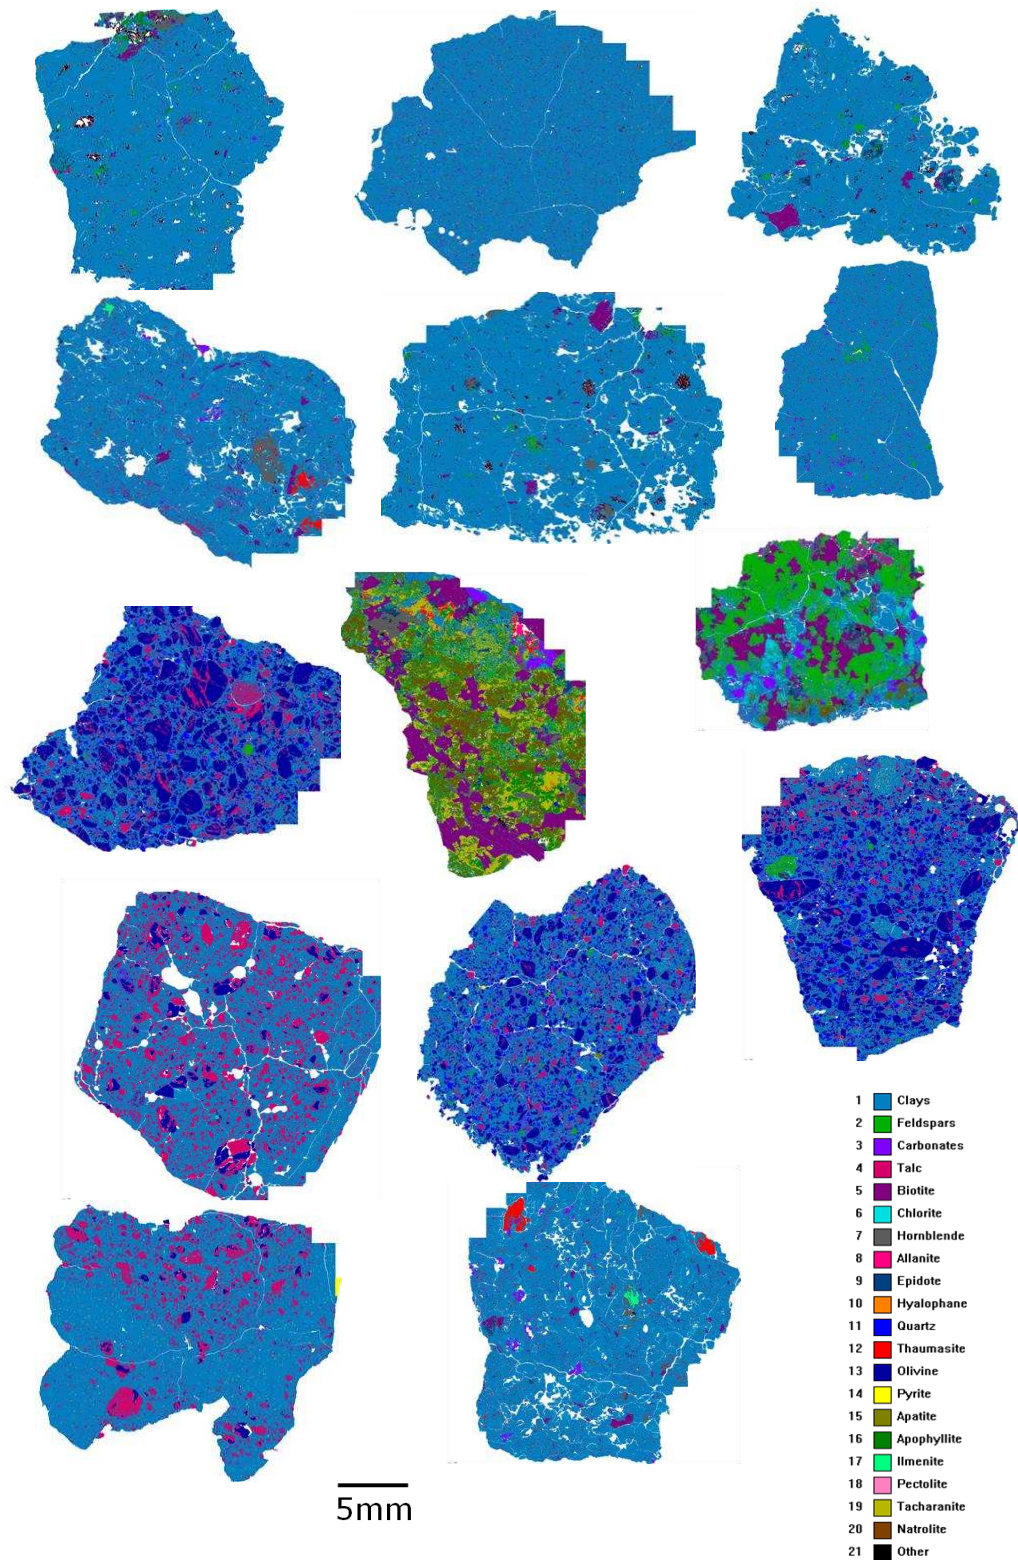 1 Clays
2 Feldspars
3 Carbonates
4 Talc
5 Biotite
6 Chlorite
7 Hornblende
8 Allanite
9 Epidote
10 Hyalophane
11 Quartz
12 Thaumasite
13 Olivine
14 Pyrite
15 Apatite
16 Apophyllite
17 Ilmenite
18 Pectolite
19 Tacharanite
20 Natrolite
21 Other
5mm